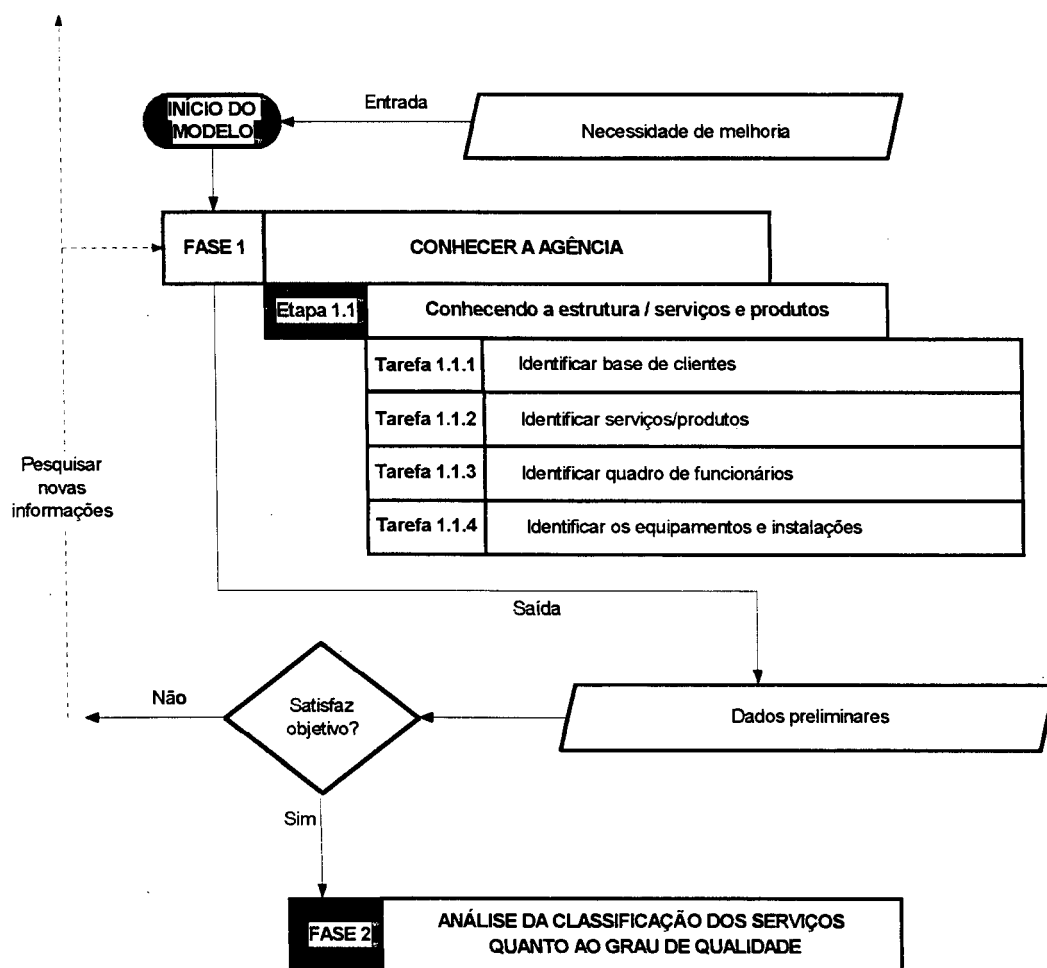 INÍCIO DO
MODELO
Entrada
Necessidade de melhoria
FASE 1
CONHECER A AGÊNCIA
Etapa 1.1
Conhecendo a estrutura / serviços e produtos
Tarefa 1.1.1
Identificar base de clientes
Tarefa 1.1.2
Identificar serviços/produtos
Tarefa 1.1.3
Identificar quadro de funcionários
Tarefa 1.1.4
Identificar os equipamentos e instalações
Pesquisar
novas
informações
Saída
Não
Satisfaz
objetivo?
Dados preliminares
Sim
FASE 2
ANÁLISE DA CLASSIFICAÇÃO DOS SERVIÇOS
QUANTO AO GRAU DE QUALIDADE